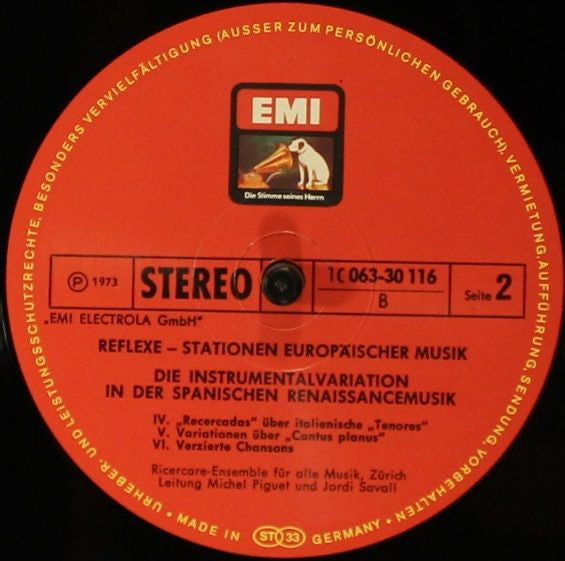 URHEBER- UND LEISTUNGSSCHUTZRECHTE, BESONDERS VERVIELFÄLTIGUNG (AUSSER ZUM PERSÖNLICHEN GEBRAUCH), VERMIETUNG, AUFFÜHRUNG, SENDUNG, VORBEHALTEN
EMI
Die Stimme seines Herrn
Ⓟ 1973
STEREO
1C 063-30 116
B
Seite 2
„EMI ELECTROLA GmbH"
REFLEXE – STATIONEN EUROPÄISCHER MUSIK
DIE INSTRUMENTALVARIATION
IN DER SPANISCHEN RENAISSANCEMUSIK
IV. „Recercadas" über italienische „Tenores"
V. Variationen über „Cantus planus"
VI. Verzierte Chansons
Ricercare-Ensemble für alte Musik, Zürich
Leitung Michel Piguet und Jordi Savall
• MADE IN ST 33 GERMANY •